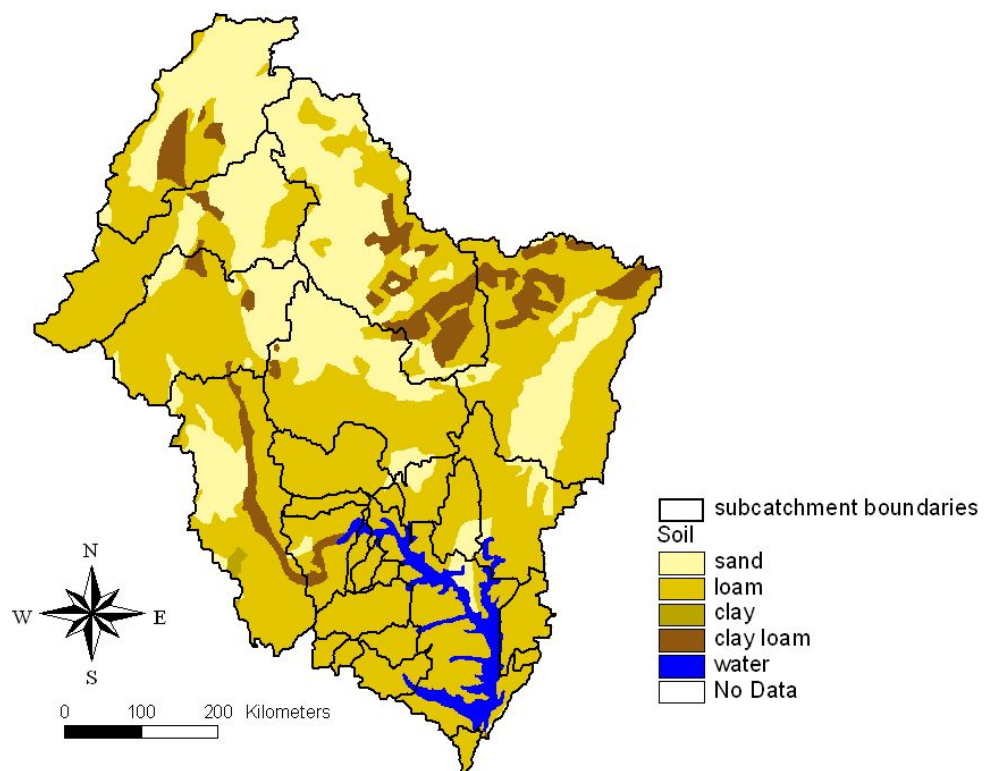 subcatchment boundaries
Soil
sand
loam
clay
clay loam
water
No Data
N
W E
S
0 100 200 Kilometers